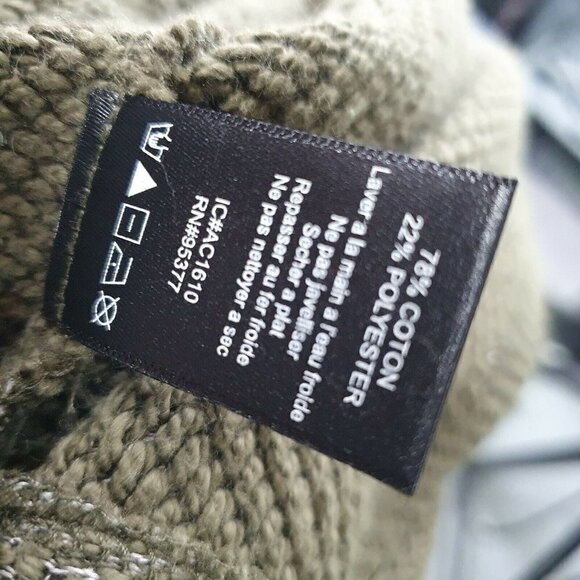 78% COTON
22% POLYESTER
Laver a la main a l'eau froide
Ne pas javelliser
Secher a plat
Repasser au fer froide
Ne pas nettoyer a sec
IC#AC1610
RN#95377